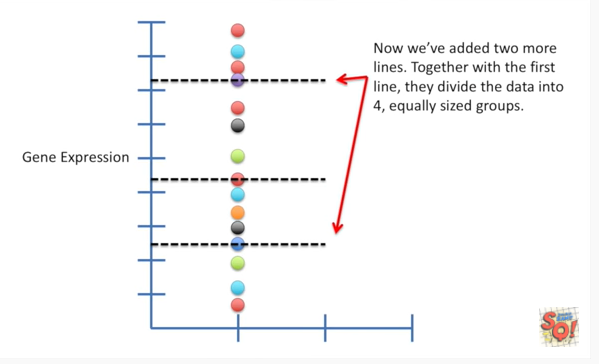 Now we've added two more
lines. Together with the first
line, they divide the data into
4, equally sized groups.
Gene Expression
SQ!